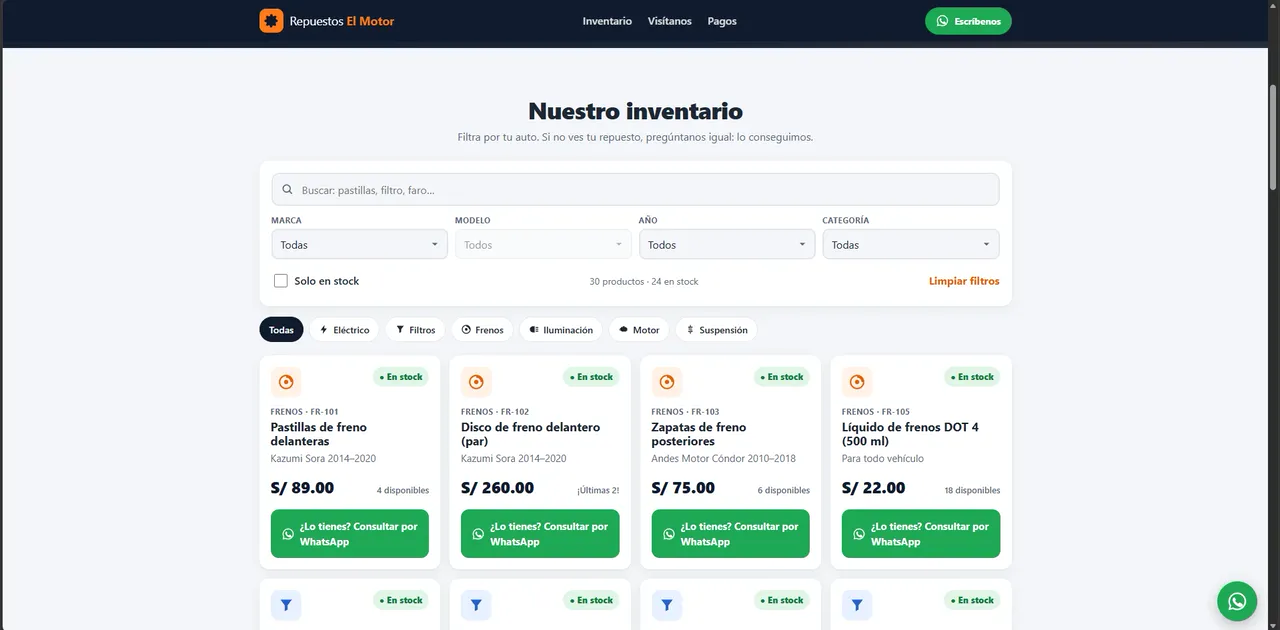 Repuestos El Motor
Inventario
Visítanos
Pagos
Escríbenos
Nuestro inventario
Filtra por tu auto. Si no ves tu repuesto, pregúntanos igual: lo conseguimos.
Buscar: pastillas, filtro, faro...
MARCA
MODELO
AÑO
CATEGORÍA
Todas
Todos
Todos
Todas
Solo en stock
30 productos · 24 en stock
Limpiar filtros
Todas
Eléctrico
Filtros
Frenos
Iluminación
Motor
Suspensión
• En stock
FRENOS · FR-101
Pastillas de freno
delanteras
Kazumi Sora 2014–2020
S/ 89.00
4 disponibles
¿Lo tienes? Consultar por
WhatsApp
• En stock
FRENOS · FR-102
Disco de freno delantero
(par)
Kazumi Sora 2014–2020
S/ 260.00
¡Últimas 2!
¿Lo tienes? Consultar por
WhatsApp
• En stock
FRENOS · FR-103
Zapatas de freno
posteriores
Andes Motor Cóndor 2010–2018
S/ 75.00
6 disponibles
¿Lo tienes? Consultar por
WhatsApp
• En stock
FRENOS · FR-105
Líquido de frenos DOT 4
(500 ml)
Para todo vehículo
S/ 22.00
18 disponibles
¿Lo tienes? Consultar por
WhatsApp
• En stock
• En stock
• En stock
• En stock